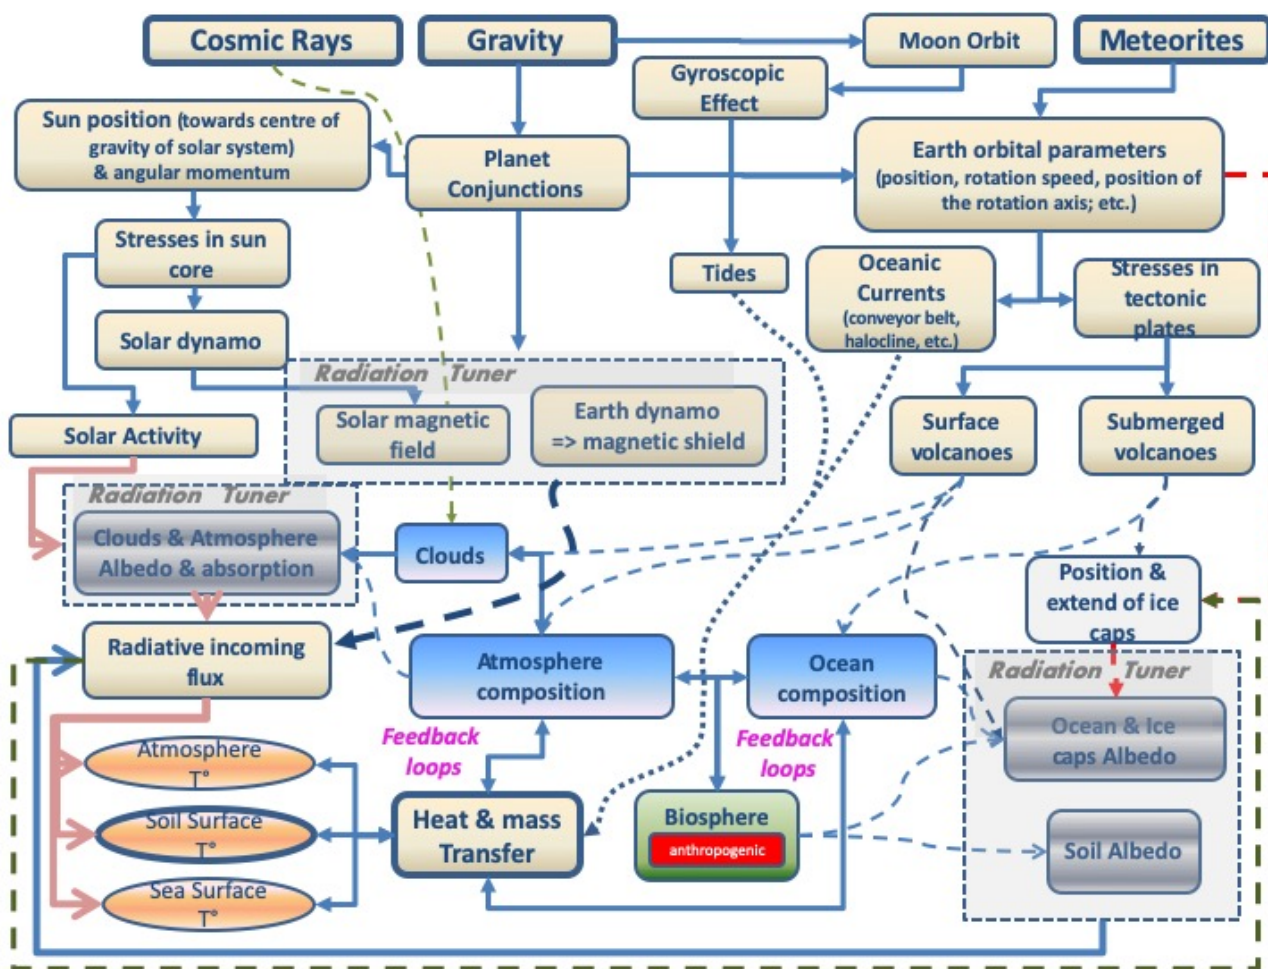 Cosmic Rays
Gravity
Moon Orbit
Meteorites
Gyroscopic
Effect
Sun position (towards centre of
gravity of solar system)
& angular momentum
Planet
Conjunctions
Earth orbital parameters
(position, rotation speed, position of
the rotation axis; etc.)
Stresses in sun
core
Tides
Oceanic
Currents
(conveyor belt,
halocline, etc.)
Stresses in
tectonic
plates
Solar dynamo
Radiation Tuner
Solar magnetic
field
Earth dynamo
=> magnetic shield
Surface
volcanoes
Submerged
volcanoes
Solar Activity
Radiation Tuner
Clouds & Atmosphere
Albedo & absorption
Clouds
Position &
extend of ice
caps
Radiative incoming
flux
Atmosphere
composition
Ocean
composition
Radiation Tuner
Ocean & Ice
caps Albedo
Feedback
loops
Feedback
loops
Atmosphere
T°
Soil Surface
T°
Sea Surface
T°
Heat & mass
Transfer
Biosphere
anthropogenic
Soil Albedo